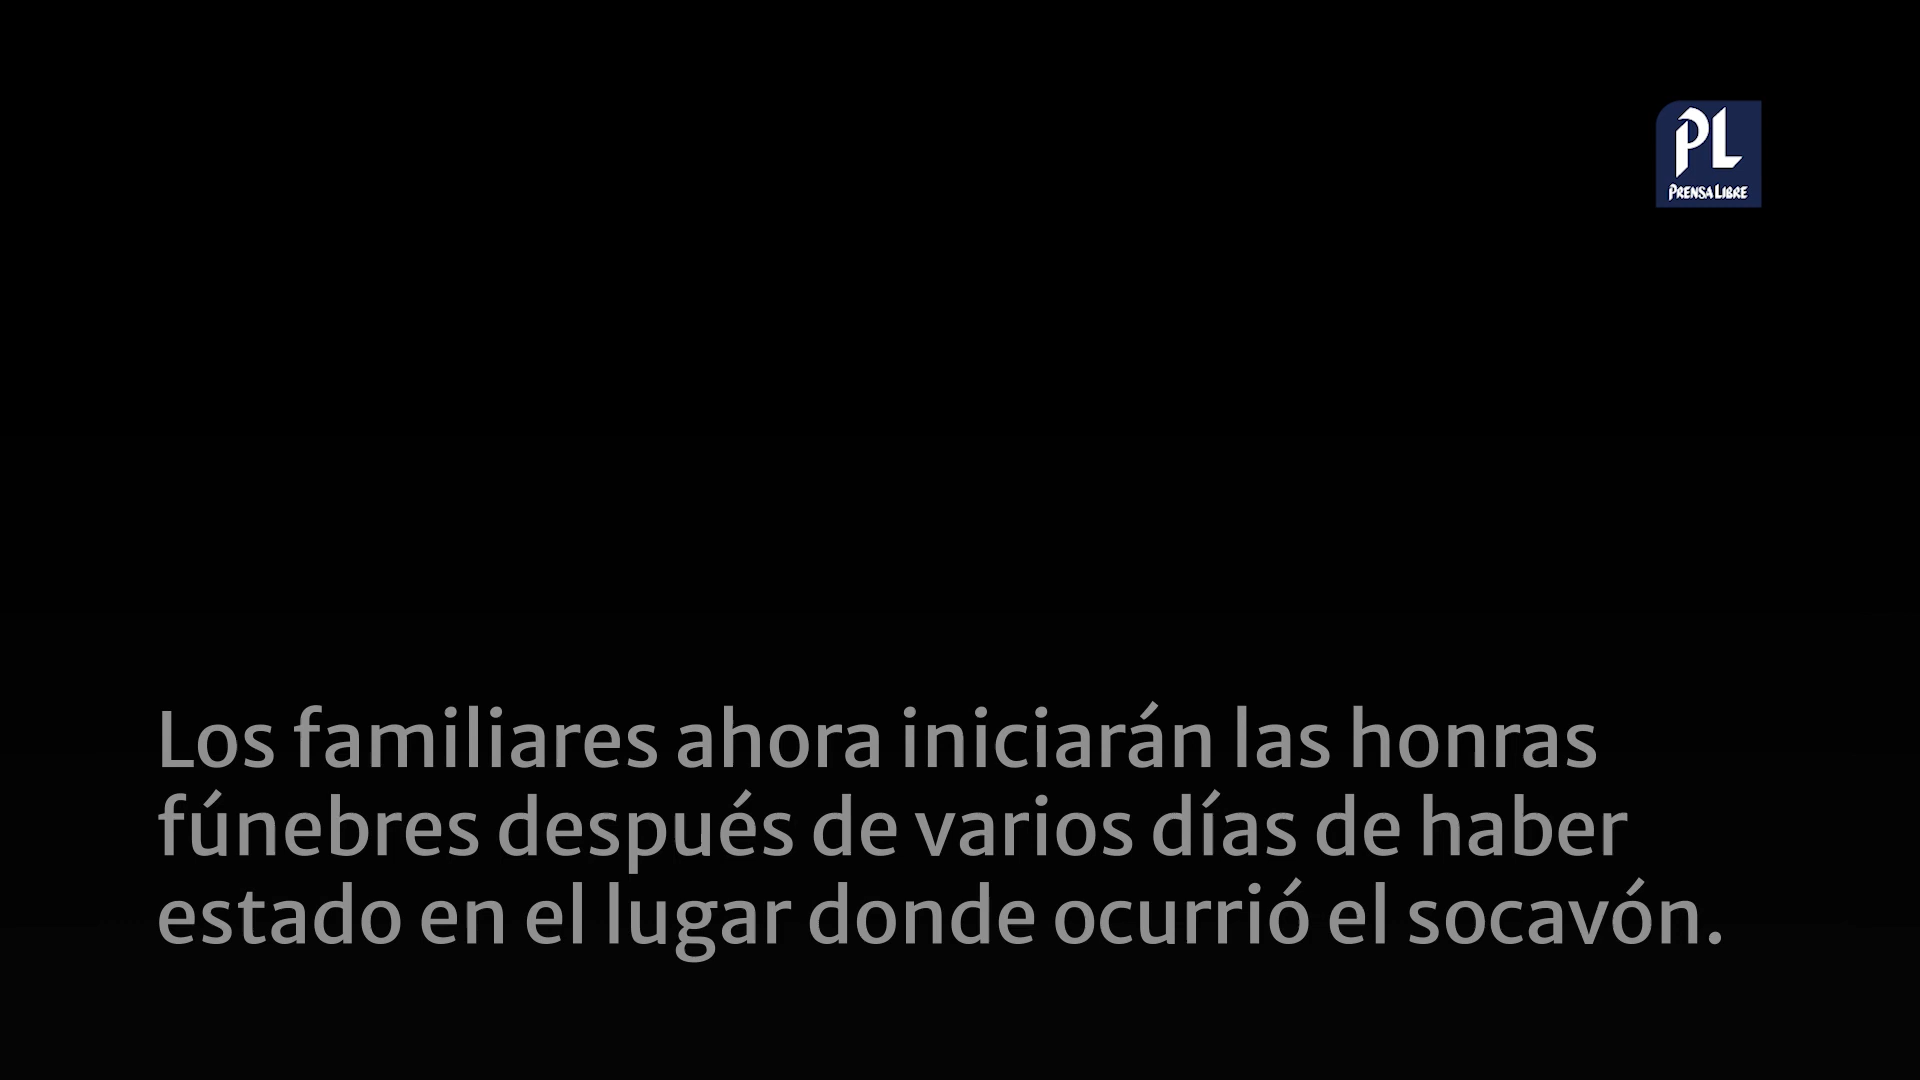 PL
PRENSA LIBRE
Los familiares ahora iniciarán las honras
fúnebres después de varios días de haber
estado en el lugar donde ocurrió el socavón.